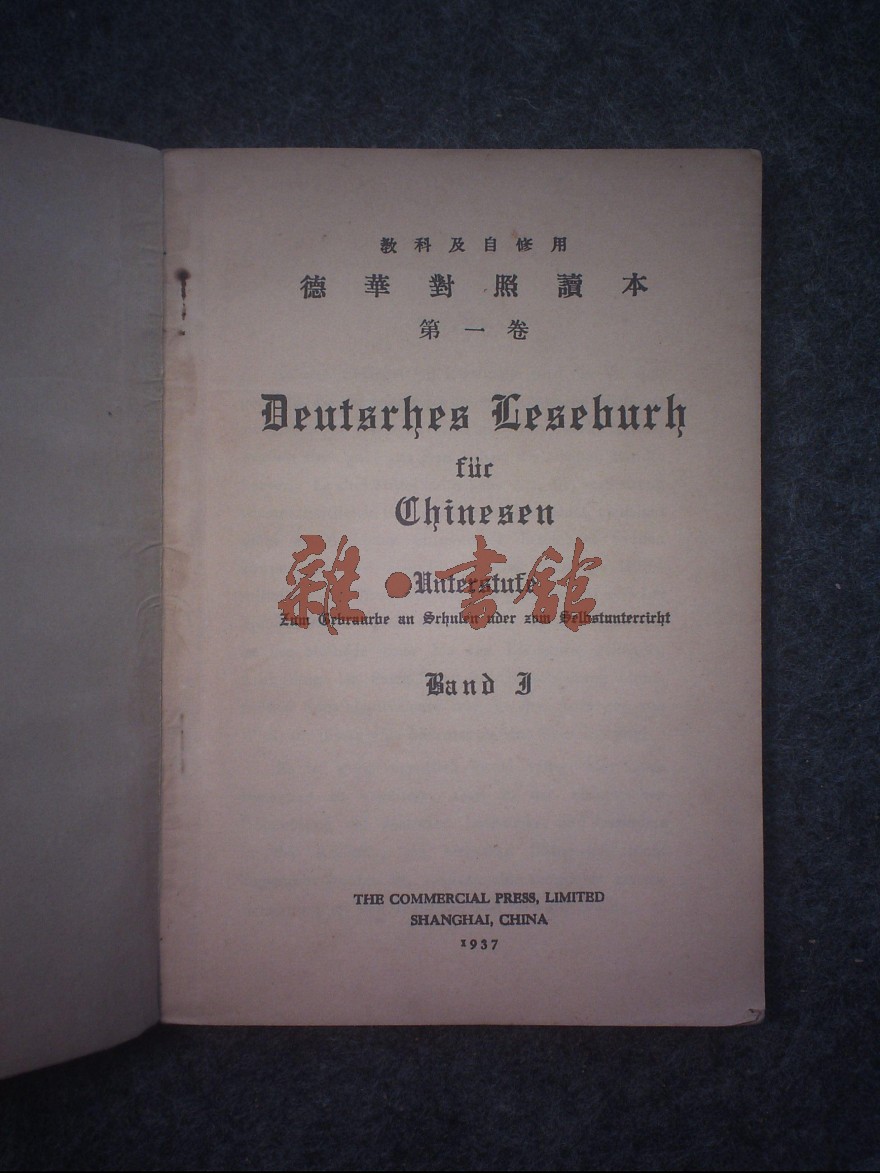 教科及自修用
德華對照讀本
第一卷
Deutsches Lesebuch
für
Chinesen
Unterstufe
雜·書館
Zum Gebrauche an Schulen oder zum Selbstunterricht
Band I
THE COMMERCIAL PRESS, LIMITED
SHANGHAI, CHINA
1937